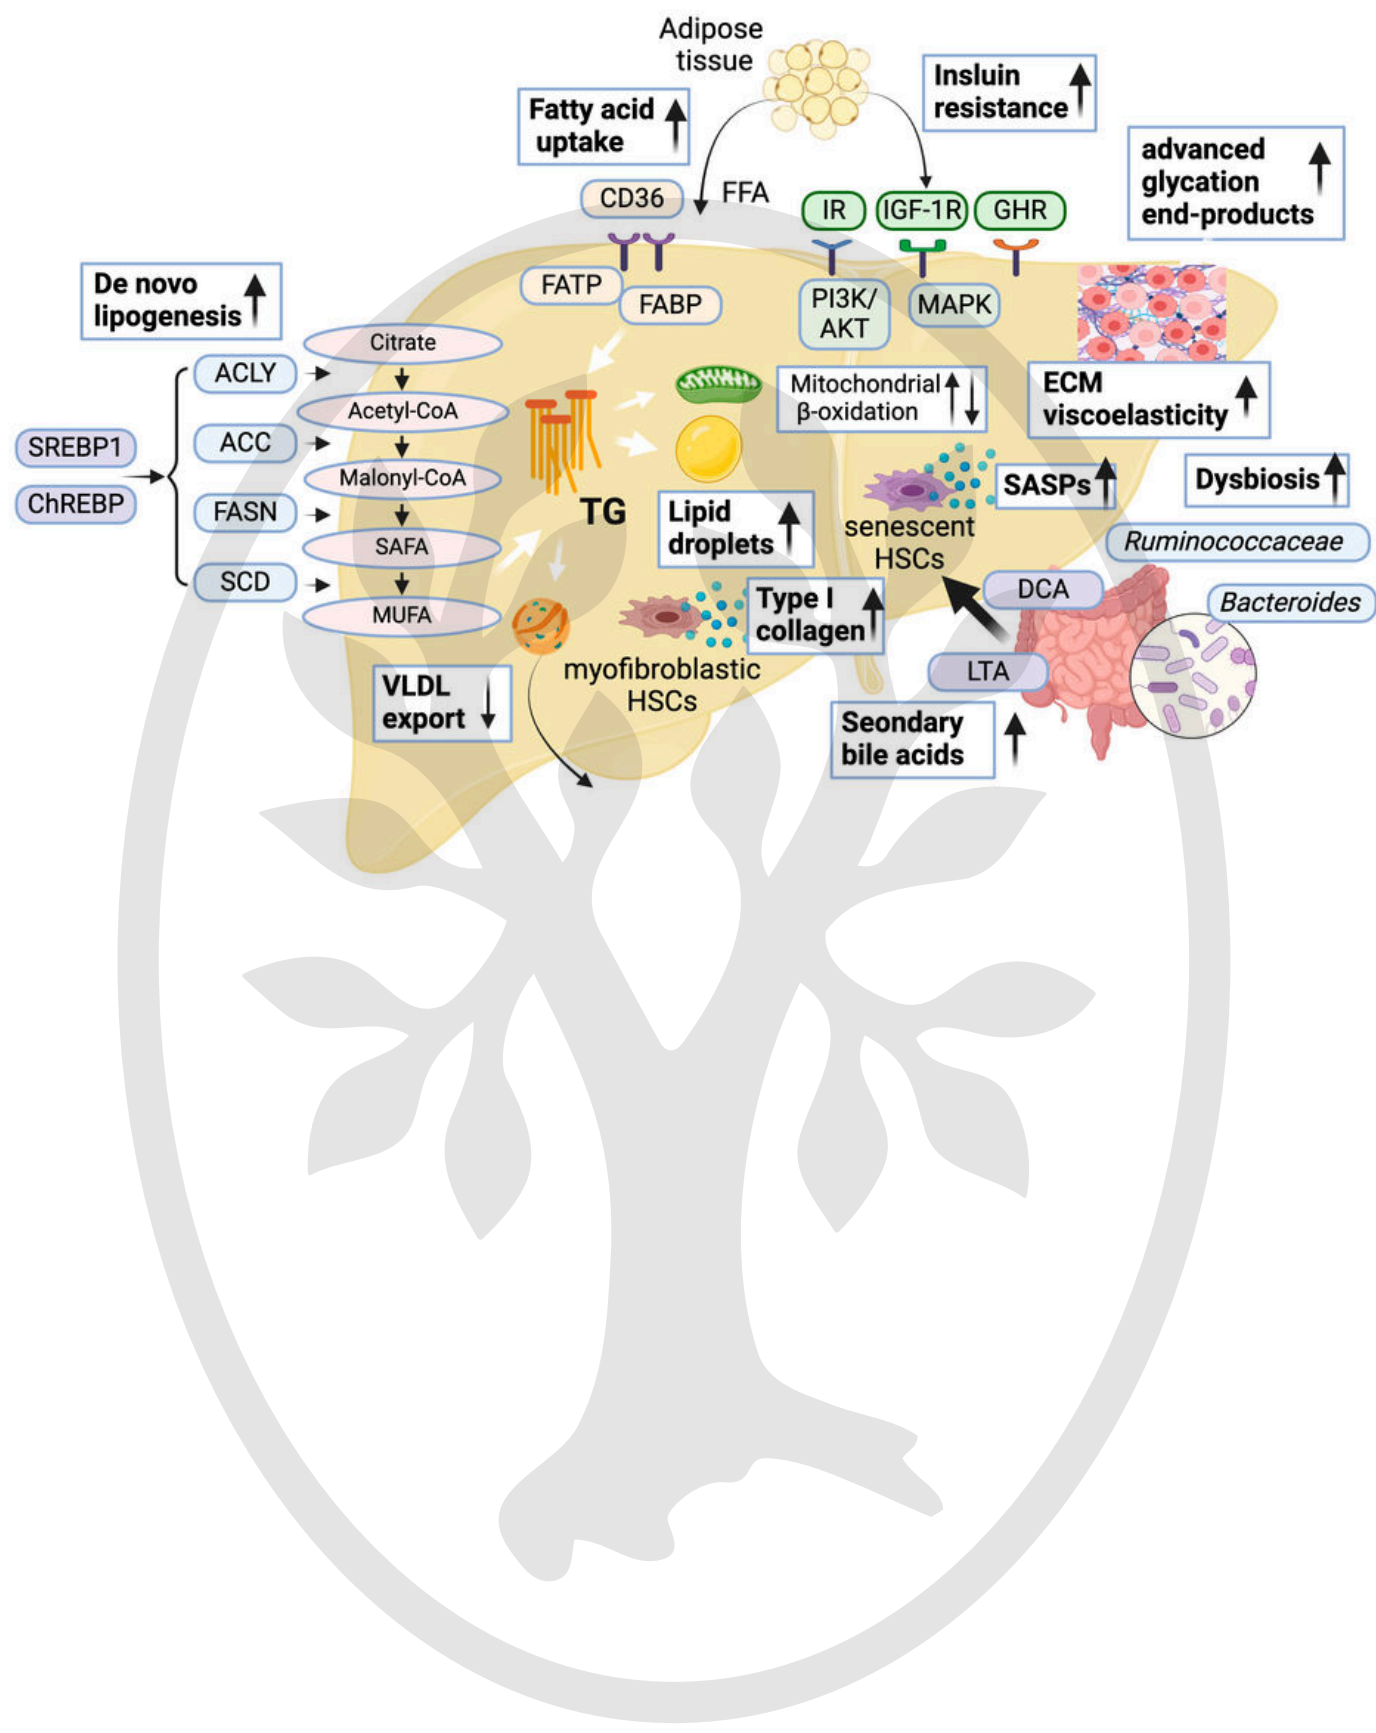 Adipose
tissue
Insluin
resistance
Fatty acid
uptake
advanced
glycation
end-products
CD36
FFA
IR
IGF-1R
GHR
FATP
FABP
PI3K/
AKT
MAPK
De novo
lipogenesis
Citrate
ACLY
Acetyl-CoA
ACC
Malonyl-CoA
SREBP1
ChREBP
FASN
SAFA
SCD
MUFA
TG
Mitochondrial
β-oxidation
ECM
viscoelasticity
Lipid
droplets
senescent
HSCs
SASPs
Dysbiosis
Ruminococcaceae
DCA
Bacteroides
Type I
collagen
LTA
myofibroblastic
HSCs
VLDL
export
Seondary
bile acids